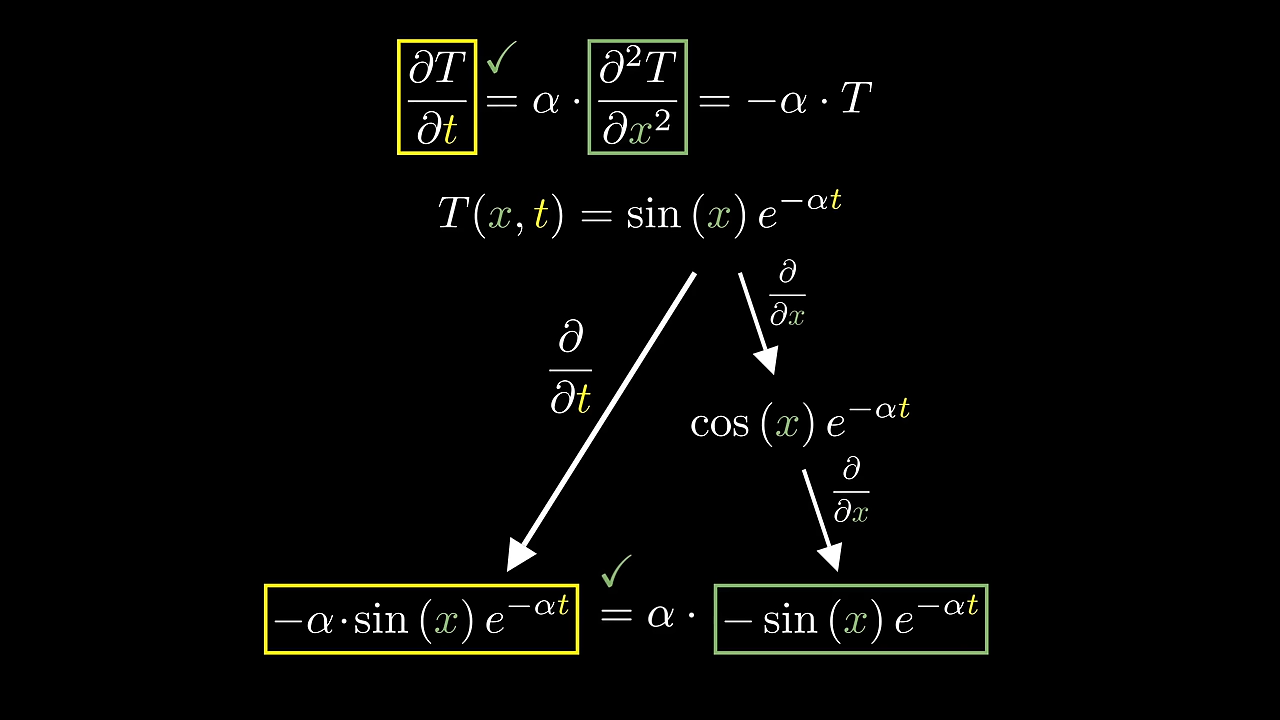 ∂T/∂t ✓= α · ∂²T/∂x² = −α · T
T(x, t) = sin (x) e^{−αt}
∂/∂x
∂/∂t
cos (x) e^{−αt}
∂/∂x
−α · sin (x) e^{−αt} ✓= α · − sin (x) e^{−αt}